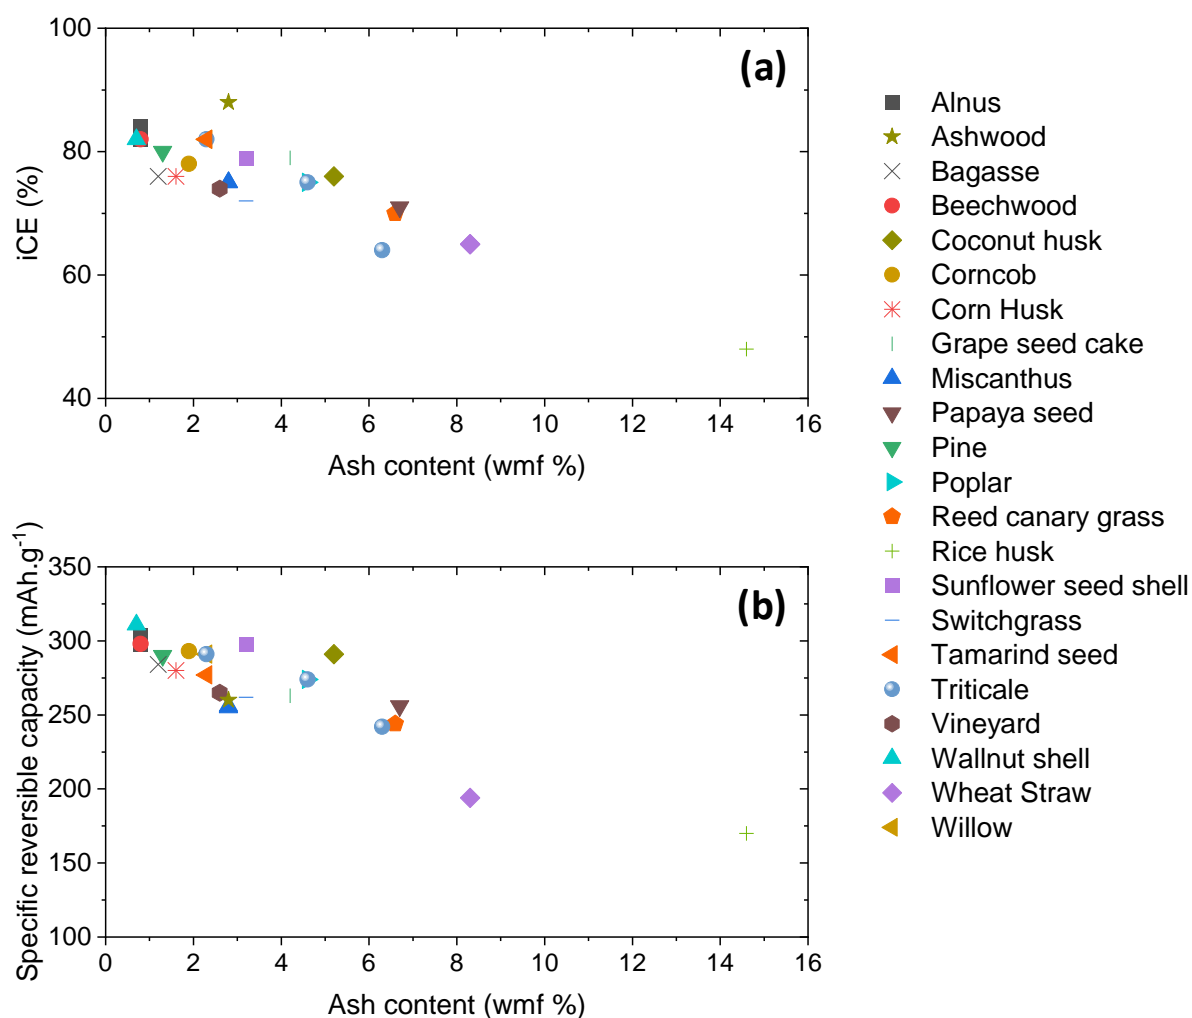 100
80
60
40
iCE (%)
(a)
0 2 4 6 8 10 12 14 16
Ash content (wmf %)
350
300
250
200
150
100
Specific reversible capacity (mAh.g⁻¹)
(b)
0 2 4 6 8 10 12 14 16
Ash content (wmf %)
Alnus
Ashwood
Bagasse
Beechwood
Coconut husk
Corncob
Corn Husk
Grape seed cake
Miscanthus
Papaya seed
Pine
Poplar
Reed canary grass
Rice husk
Sunflower seed shell
Switchgrass
Tamarind seed
Triticale
Vineyard
Wallnut shell
Wheat Straw
Willow